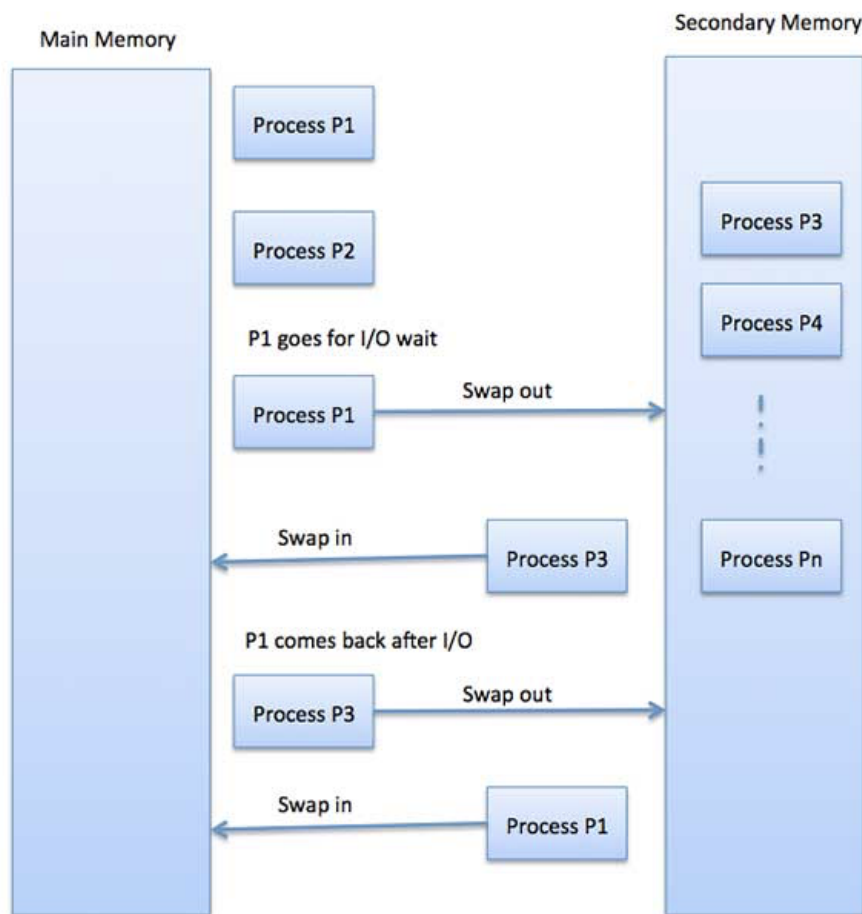 Main Memory
Secondary Memory
Process P1
Process P3
Process P2
Process P4
P1 goes for I/O wait
Process P1
Swap out
Swap in
Process P3
Process Pn
P1 comes back after I/O
Process P3
Swap out
Swap in
Process P1